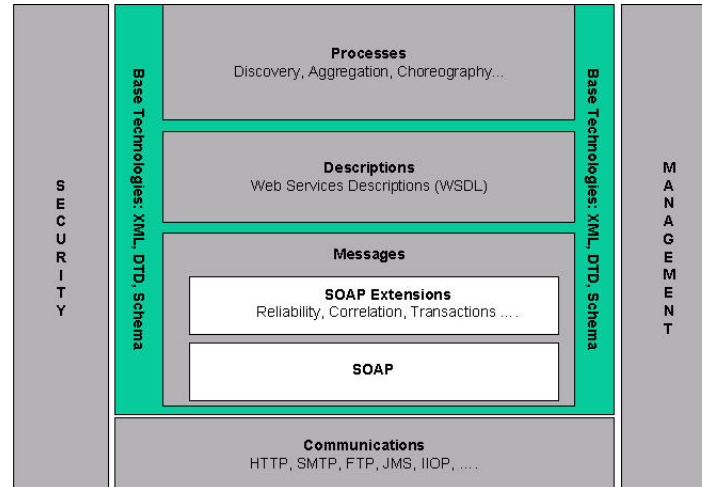 SECURITY
Base Technologies: XML, DTD, Schema
Processes
Discovery, Aggregation, Choreography...
Descriptions
Web Services Descriptions (WSDL)
Messages
SOAP Extensions
Reliability, Correlation, Transactions ....
SOAP
Base Technologies: XML, DTD, Schema
MANAGEMENT
Communications
HTTP, SMTP, FTP, JMS, IIOP, ....